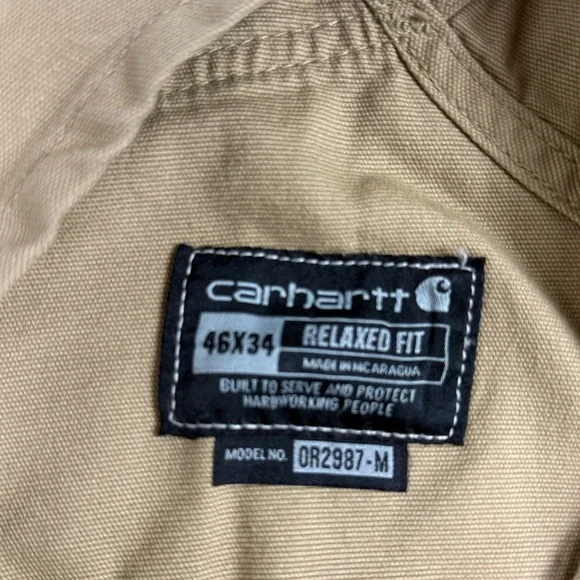 carhartt
46X34
RELAXED FIT
MADE IN NICARAGUA
BUILT TO SERVE AND PROTECT
HARDWORKING PEOPLE
MODEL NO. OR2987-M